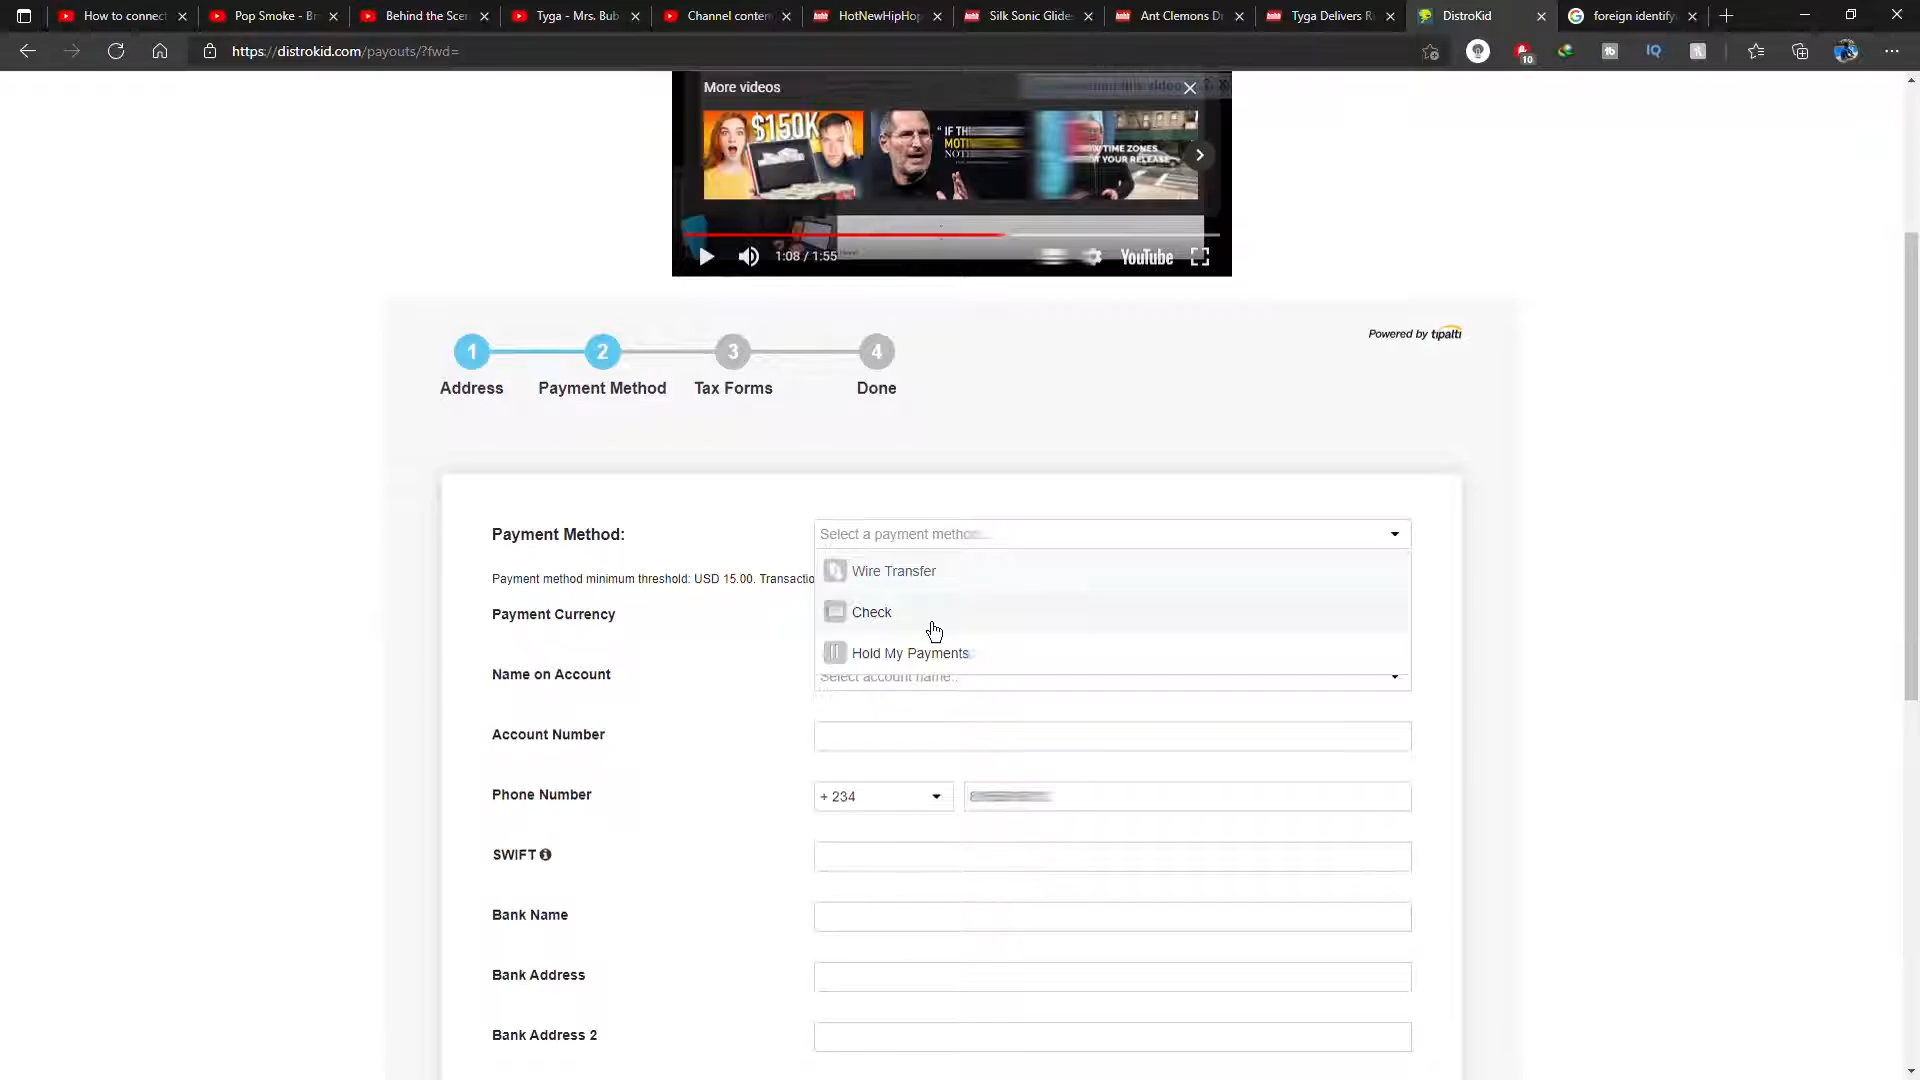 How to connect
Pop Smoke - Br
Behind the Scen
Tyga - Mrs. Bub
Channel conten
HotNewHipHop
Silk Sonic Glide
Ant Clemons D
Tyga Delivers R
DistroKid
foreign identify
https://distrokid.com/payouts/?fwd=
10
IQ
More videos
$150K
"IF TH
MOTI
NOT
TIME ZONES
YOUR RELEASE
1:08 / 1:55
YouTube
Powered by tipalti
1
2
3
4
Address
Payment Method
Tax Forms
Done
Payment Method:
Select a payment metho
Wire Transfer
Payment method minimum threshold: USD 15.00. Transactio
Payment Currency
Check
Hold My Payments
Name on Account
Select account name..
Account Number
Phone Number
+ 234
SWIFT
Bank Name
Bank Address
Bank Address 2